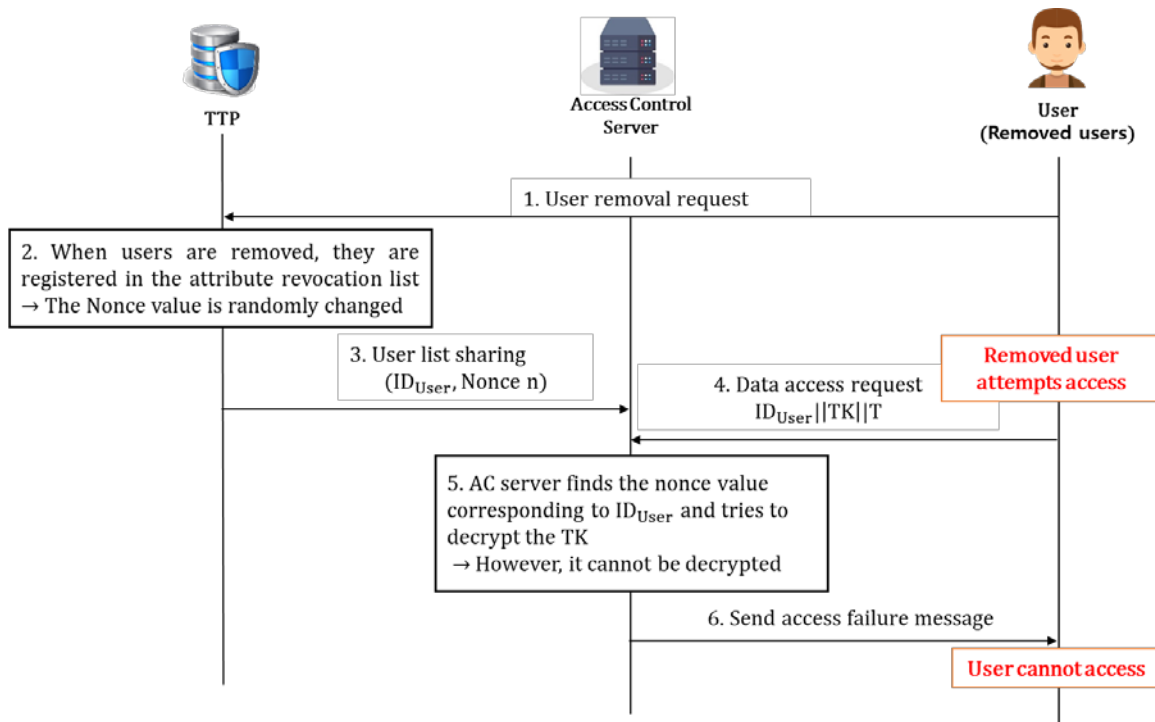 TTP
Access Control
Server
User
(Removed users)
1. User removal request
2. When users are removed, they are
registered in the attribute revocation list
→ The Nonce value is randomly changed
3. User list sharing
(ID_User, Nonce n)
Removed user
attempts access
4. Data access request
ID_User||TK||T
5. AC server finds the nonce value
corresponding to ID_User and tries to
decrypt the TK
→ However, it cannot be decrypted
6. Send access failure message
User cannot access